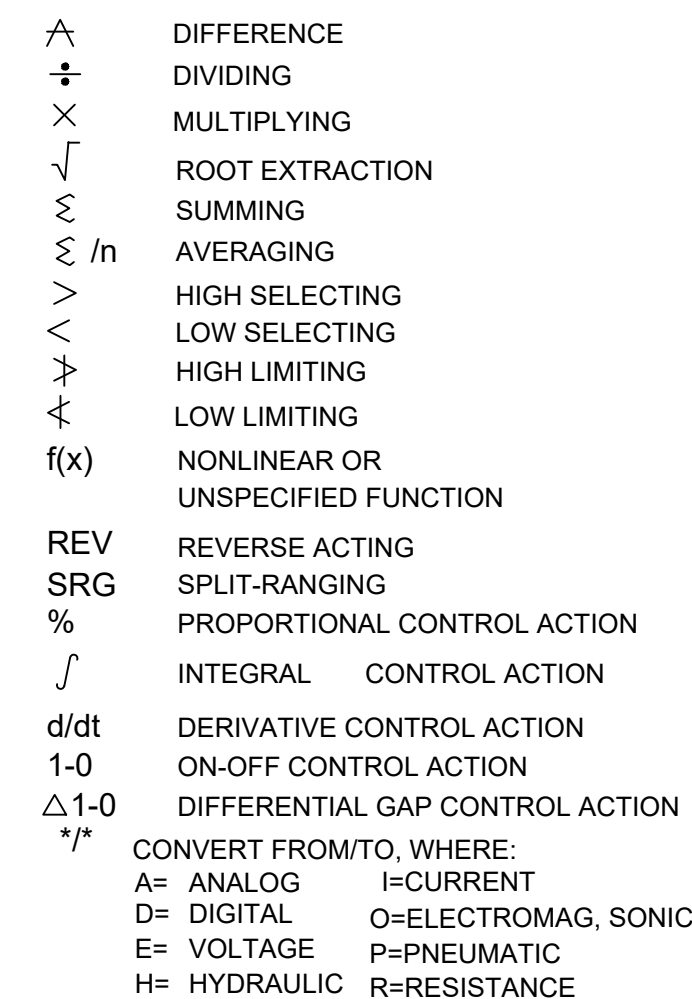 ⩜ DIFFERENCE
÷ DIVIDING
× MULTIPLYING
√ ROOT EXTRACTION
Σ SUMMING
Σ /n AVERAGING
> HIGH SELECTING
< LOW SELECTING
≯ HIGH LIMITING
≮ LOW LIMITING
f(x) NONLINEAR OR
UNSPECIFIED FUNCTION
REV REVERSE ACTING
SRG SPLIT-RANGING
% PROPORTIONAL CONTROL ACTION
∫ INTEGRAL CONTROL ACTION
d/dt DERIVATIVE CONTROL ACTION
1-0 ON-OFF CONTROL ACTION
△1-0 DIFFERENTIAL GAP CONTROL ACTION
*/* CONVERT FROM/TO, WHERE:
A= ANALOG I=CURRENT
D= DIGITAL O=ELECTROMAG, SONIC
E= VOLTAGE P=PNEUMATIC
H= HYDRAULIC R=RESISTANCE